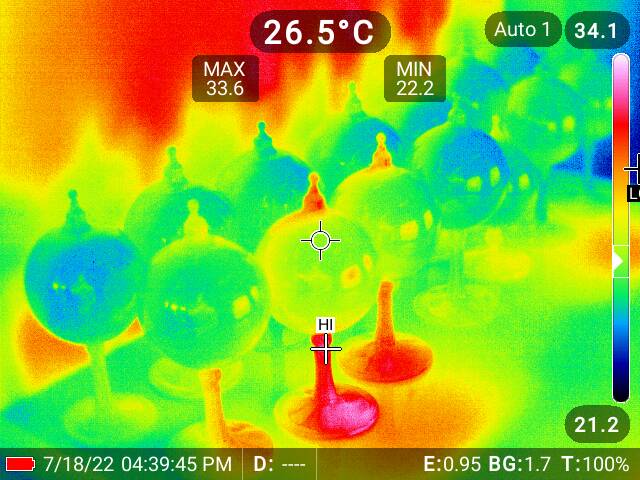 26.5°C
Auto 1
34.1
MAX
33.6
MIN
22.2
HI
21.2
7/18/22 04:39:45 PM
D: ----
E:0.95 BG:1.7 T:100%